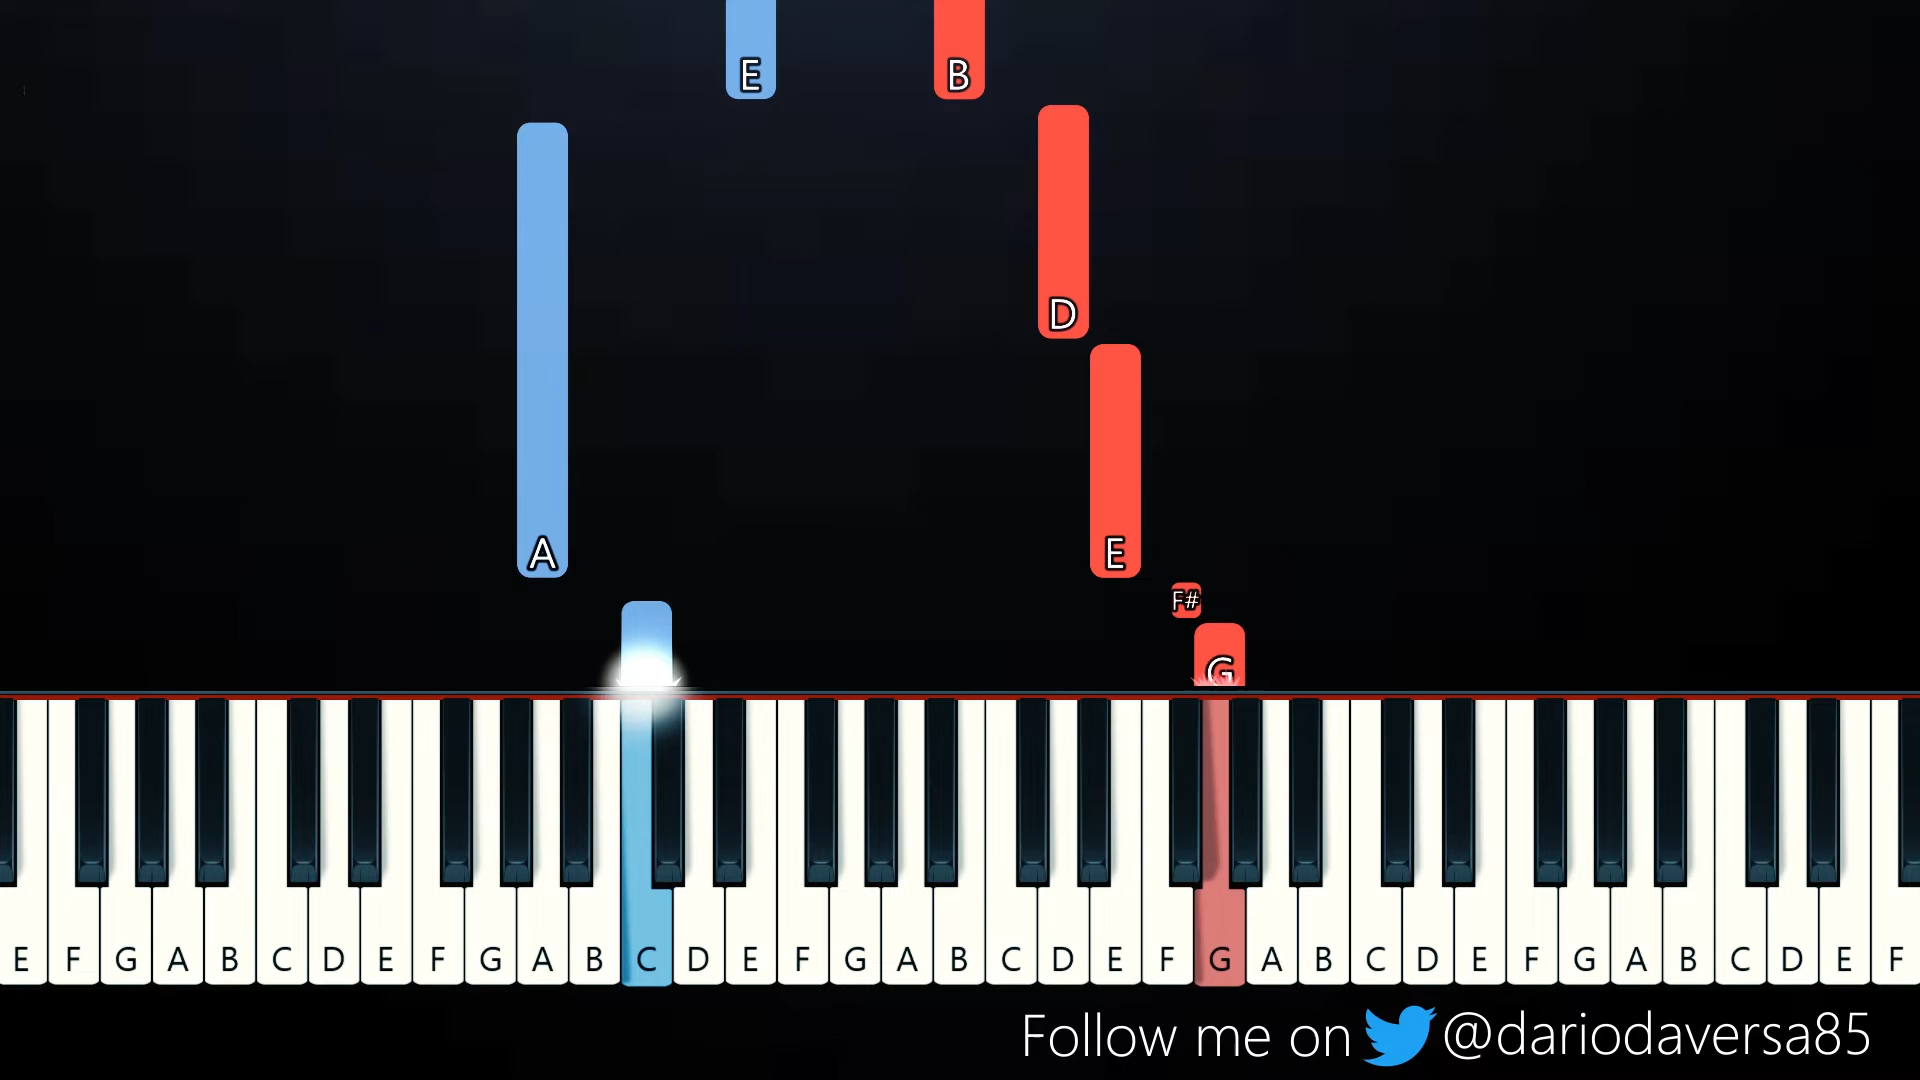 E B
D
A E
F#
G
E F G A B C D E F G A B C D E F G A B C D E F G A B C D E F G A B C D E F
Follow me on @dariodaversa85